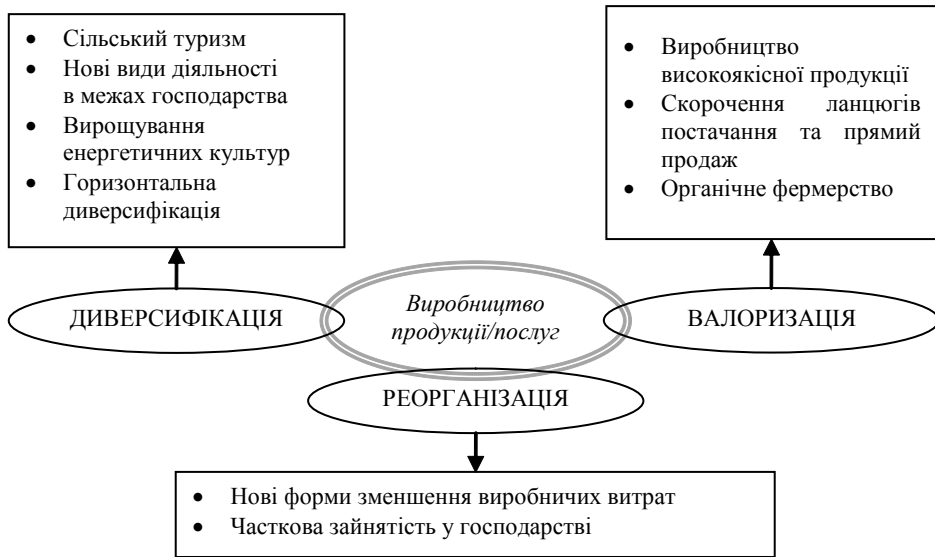 • Сільський туризм
• Нові види діяльності
в межах господарства
• Вирощування
енергетичних культур
• Горизонтальна
диверсифікація
• Виробництво
високоякісної продукції
• Скорочення ланцюгів
постачання та прямий
продаж
• Органічне фермерство
ДИВЕРСИФІКАЦІЯ
Виробництво
продукції/послуг
ВАЛОРИЗАЦІЯ
РЕОРГАНІЗАЦІЯ
• Нові форми зменшення виробничих витрат
• Часткова зайнятість у господарстві